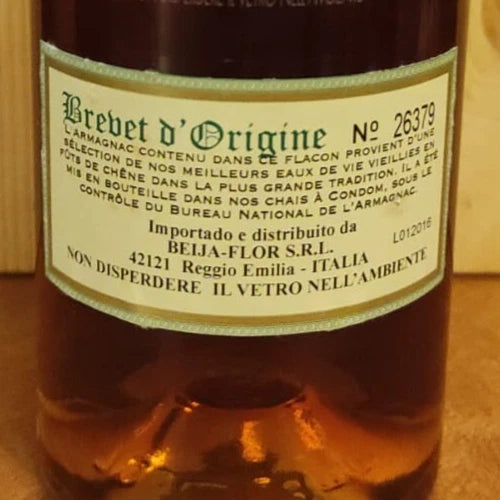 Brevet d'Origine Nº 26379
L'ARMAGNAC CONTENU DANS CE FLACON PROVIENT D'UNE
SÉLECTION DE NOS MEILLEURS EAUX DE VIE VIEILLIES EN
FÛTS DE CHÊNE DANS LA PLUS GRANDE TRADITION. IL A ÉTÉ
MIS EN BOUTEILLE DANS NOS CHAIS À CONDOM, SOUS LE
CONTRÔLE DU BUREAU NATIONAL DE L'ARMAGNAC.
Importado e distribuito da
BEIJA-FLOR S.R.L.
42121 Reggio Emilia - ITALIA
L012016
NON DISPERDERE IL VETRO NELL'AMBIENTE